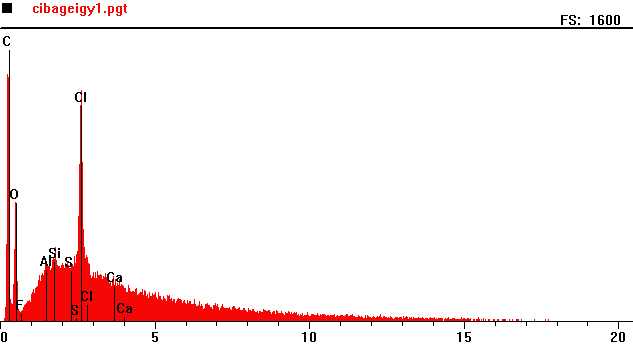 cibageigy1.pgt
FS: 1600
C
Cl
O
Al Si S
Ca
F Cl
S Ca
0 5 10 15 20